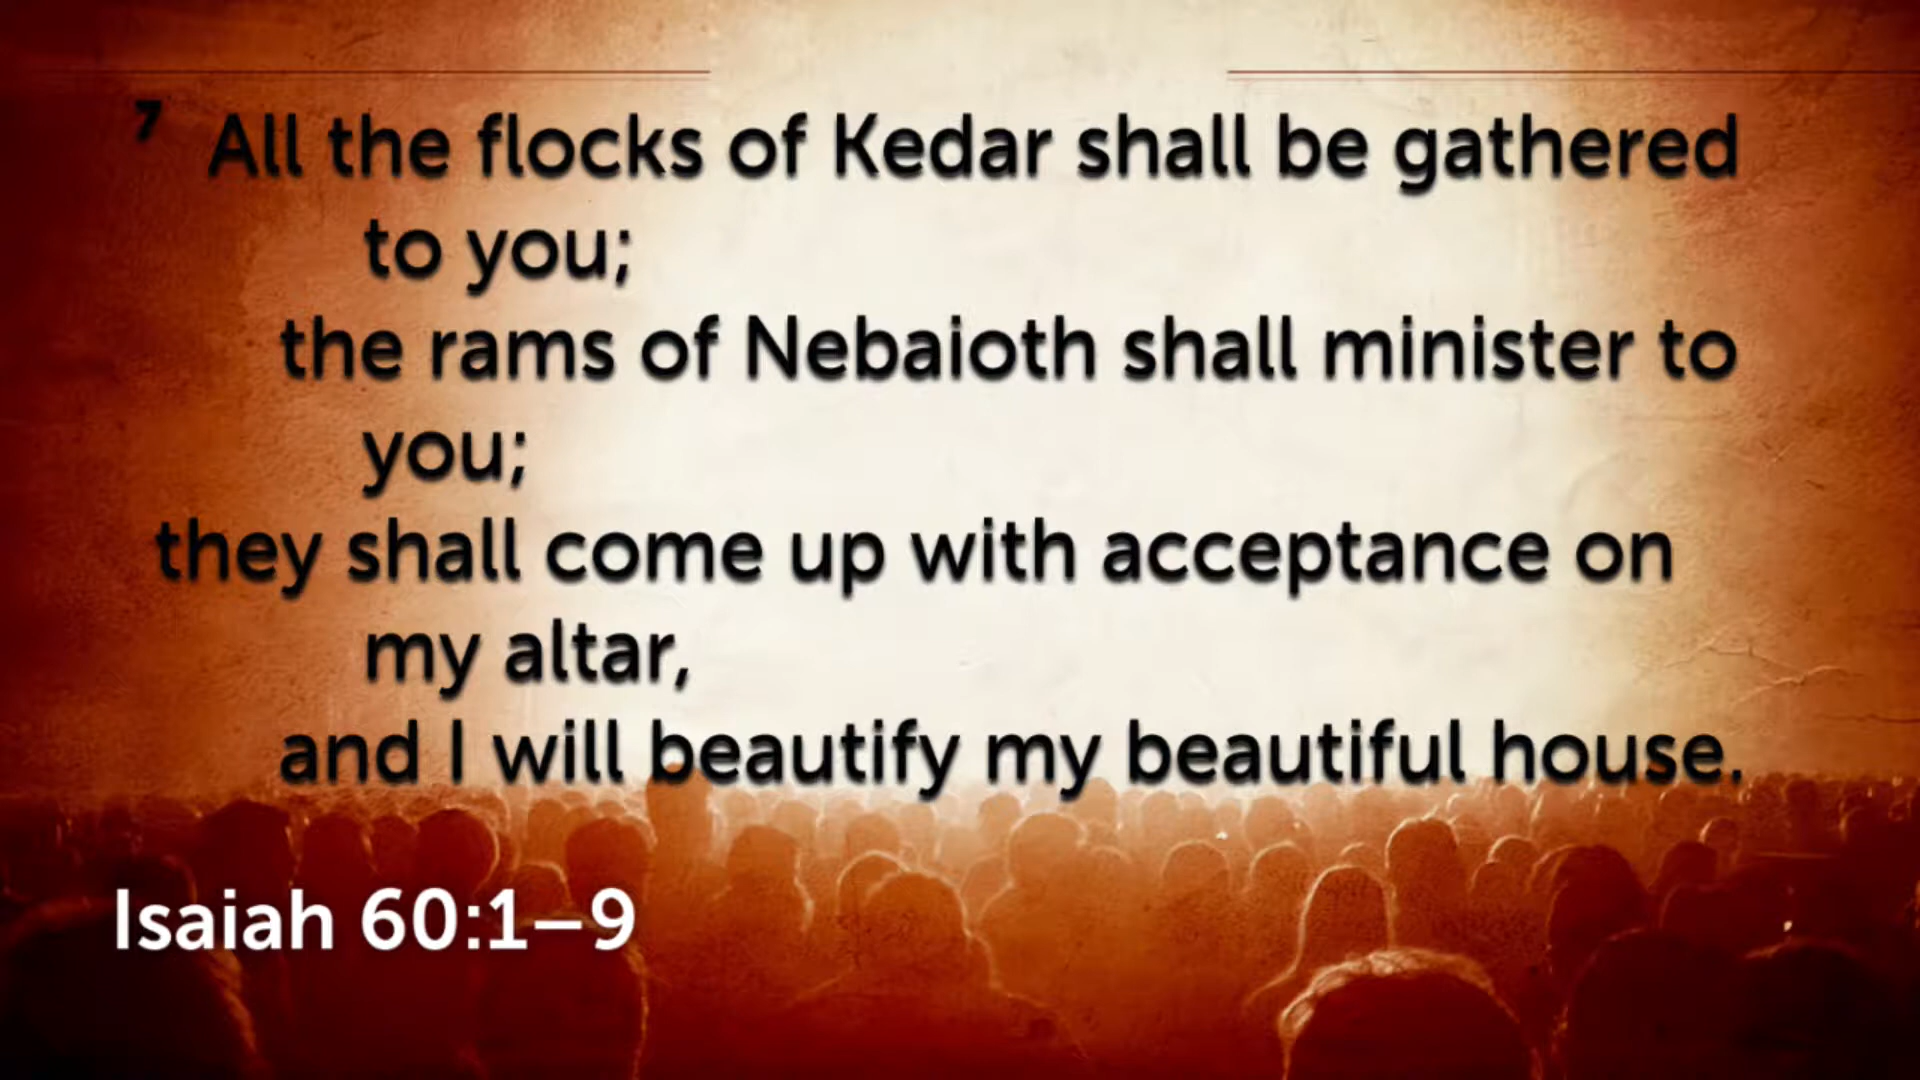 7 All the flocks of Kedar shall be gathered
to you;
the rams of Nebaioth shall minister to
you;
they shall come up with acceptance on
my altar,
and I will beautify my beautiful house.
Isaiah 60:1–9